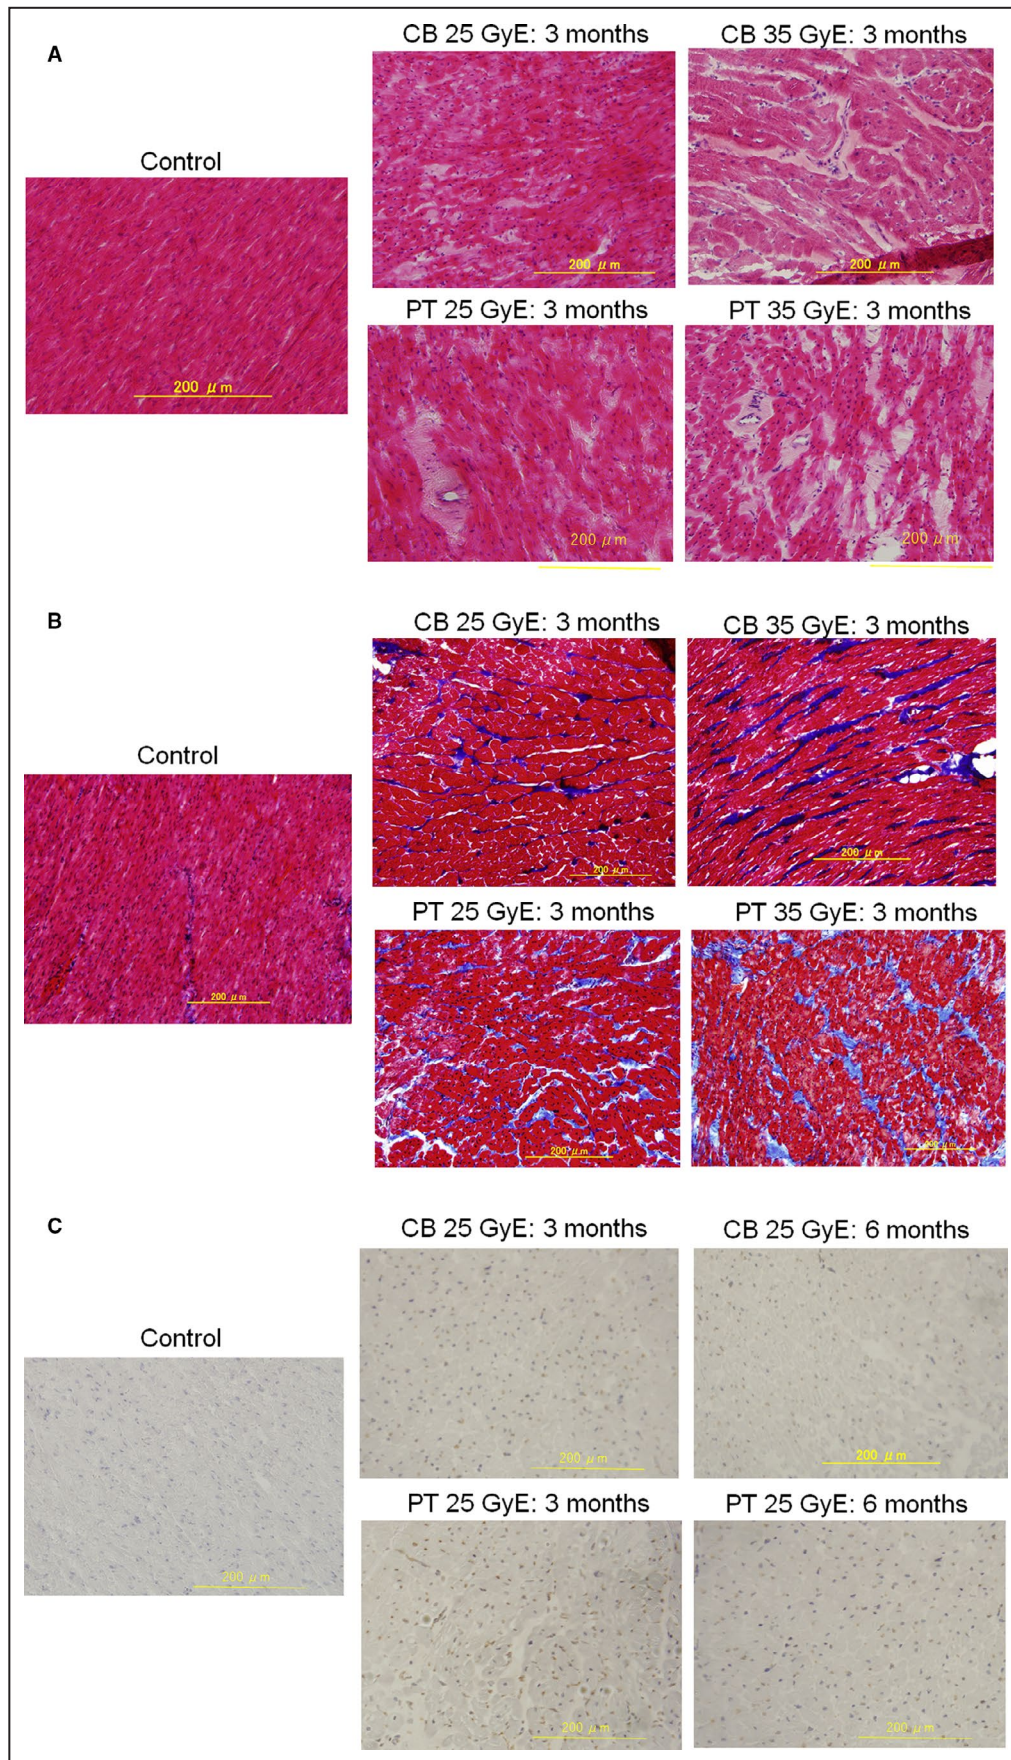 A
CB 25 GyE: 3 months
CB 35 GyE: 3 months
Control
200 μm
200 μm
200 μm
PT 25 GyE: 3 months
PT 35 GyE: 3 months
200 μm
200 μm
B
CB 25 GyE: 3 months
CB 35 GyE: 3 months
Control
200 μm
200 μm
200 μm
PT 25 GyE: 3 months
PT 35 GyE: 3 months
200 μm
200 μm
C
CB 25 GyE: 3 months
CB 25 GyE: 6 months
Control
200 μm
200 μm
200 μm
PT 25 GyE: 3 months
PT 25 GyE: 6 months
200 μm
200 μm